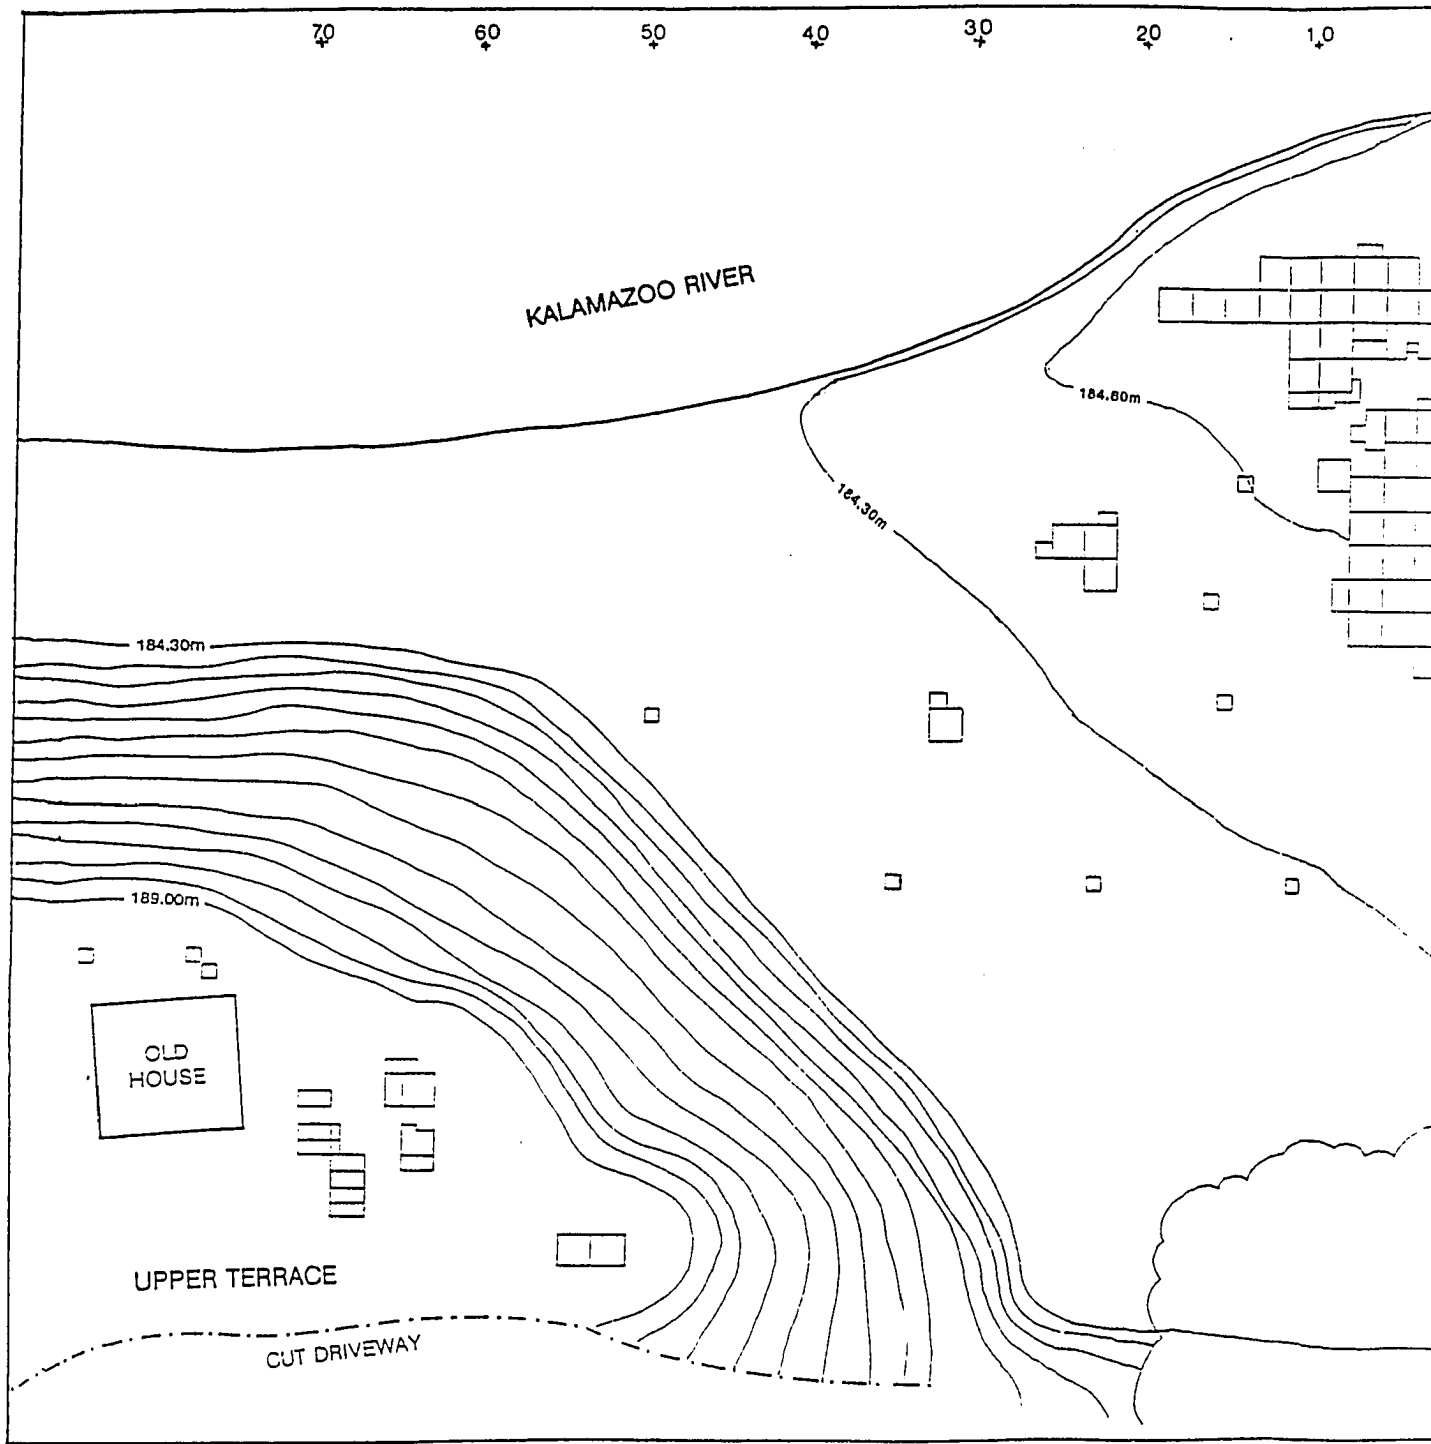 70 60 50 40 30 20 10
KALAMAZOO RIVER
184.60m
184.30m
184.30m
189.00m
OLD
HOUSE
UPPER TERRACE
CUT DRIVEWAY